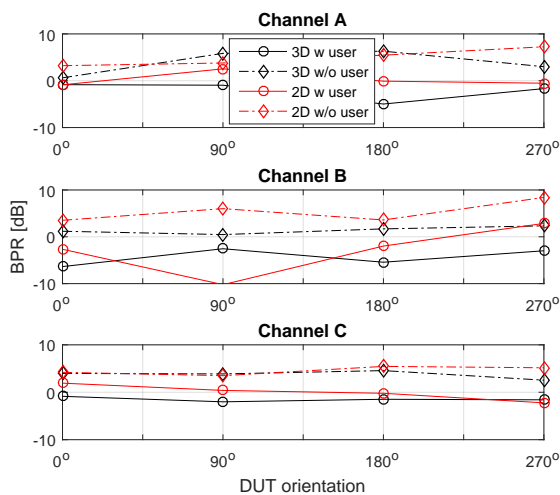 Channel A
10
0
-10
0°
90°
180°
270°
3D w user
3D w/o user
2D w user
2D w/o user
Channel B
BPR [dB]
10
0
-10
0°
90°
180°
270°
Channel C
10
0
-10
0°
90°
180°
270°
DUT orientation